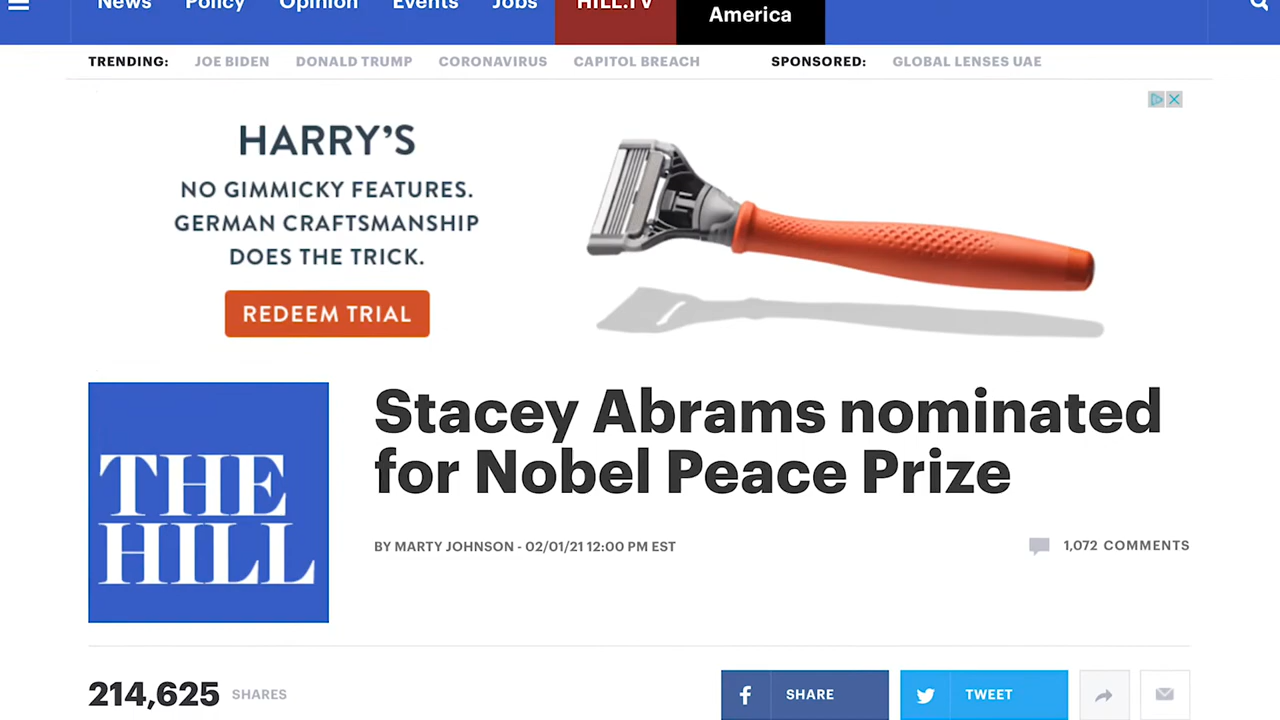 News Policy Opinion Events Jobs HILL.TV America
TRENDING: JOE BIDEN DONALD TRUMP CORONAVIRUS CAPITOL BREACH SPONSORED: GLOBAL LENSES UAE
HARRY'S
NO GIMMICKY FEATURES.
GERMAN CRAFTSMANSHIP
DOES THE TRICK.
REDEEM TRIAL
THE
HILL
Stacey Abrams nominated
for Nobel Peace Prize
BY MARTY JOHNSON - 02/01/21 12:00 PM EST
1,072 COMMENTS
214,625 SHARES
SHARE
TWEET